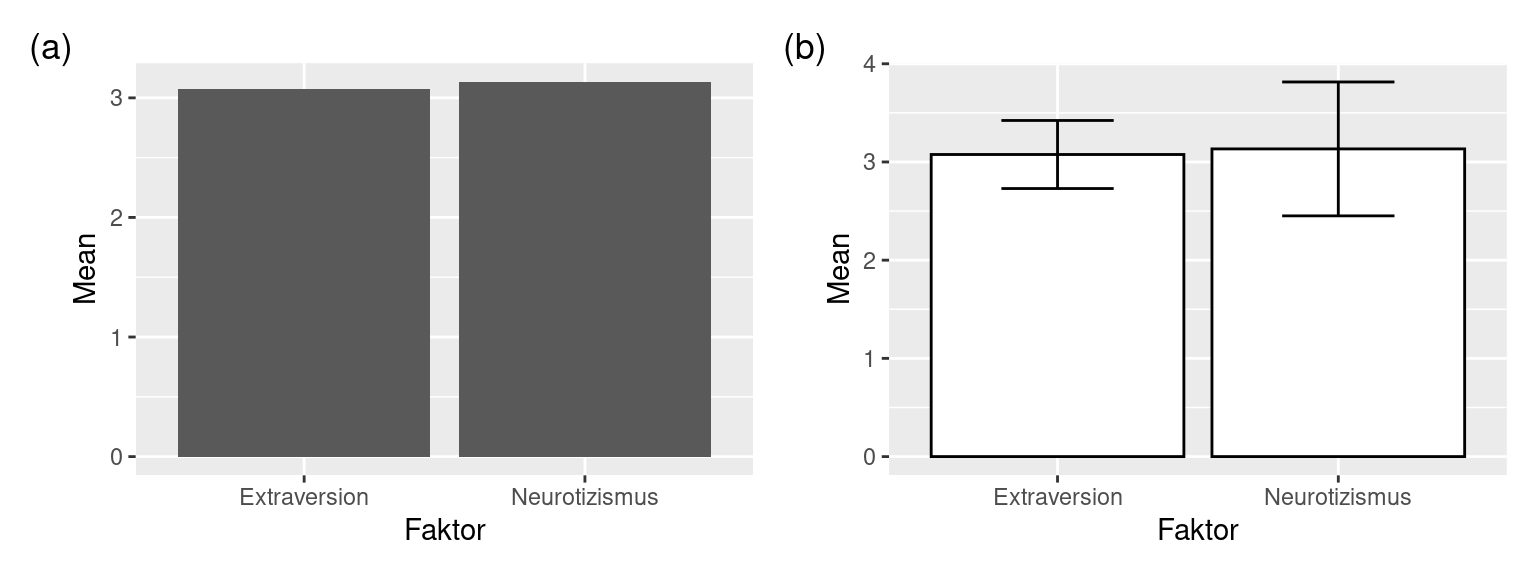 (a)
Mean
3
2
1
0
Extraversion Neurotizismus
Faktor
(b)
Mean
4
3
2
1
0
Extraversion Neurotizismus
Faktor